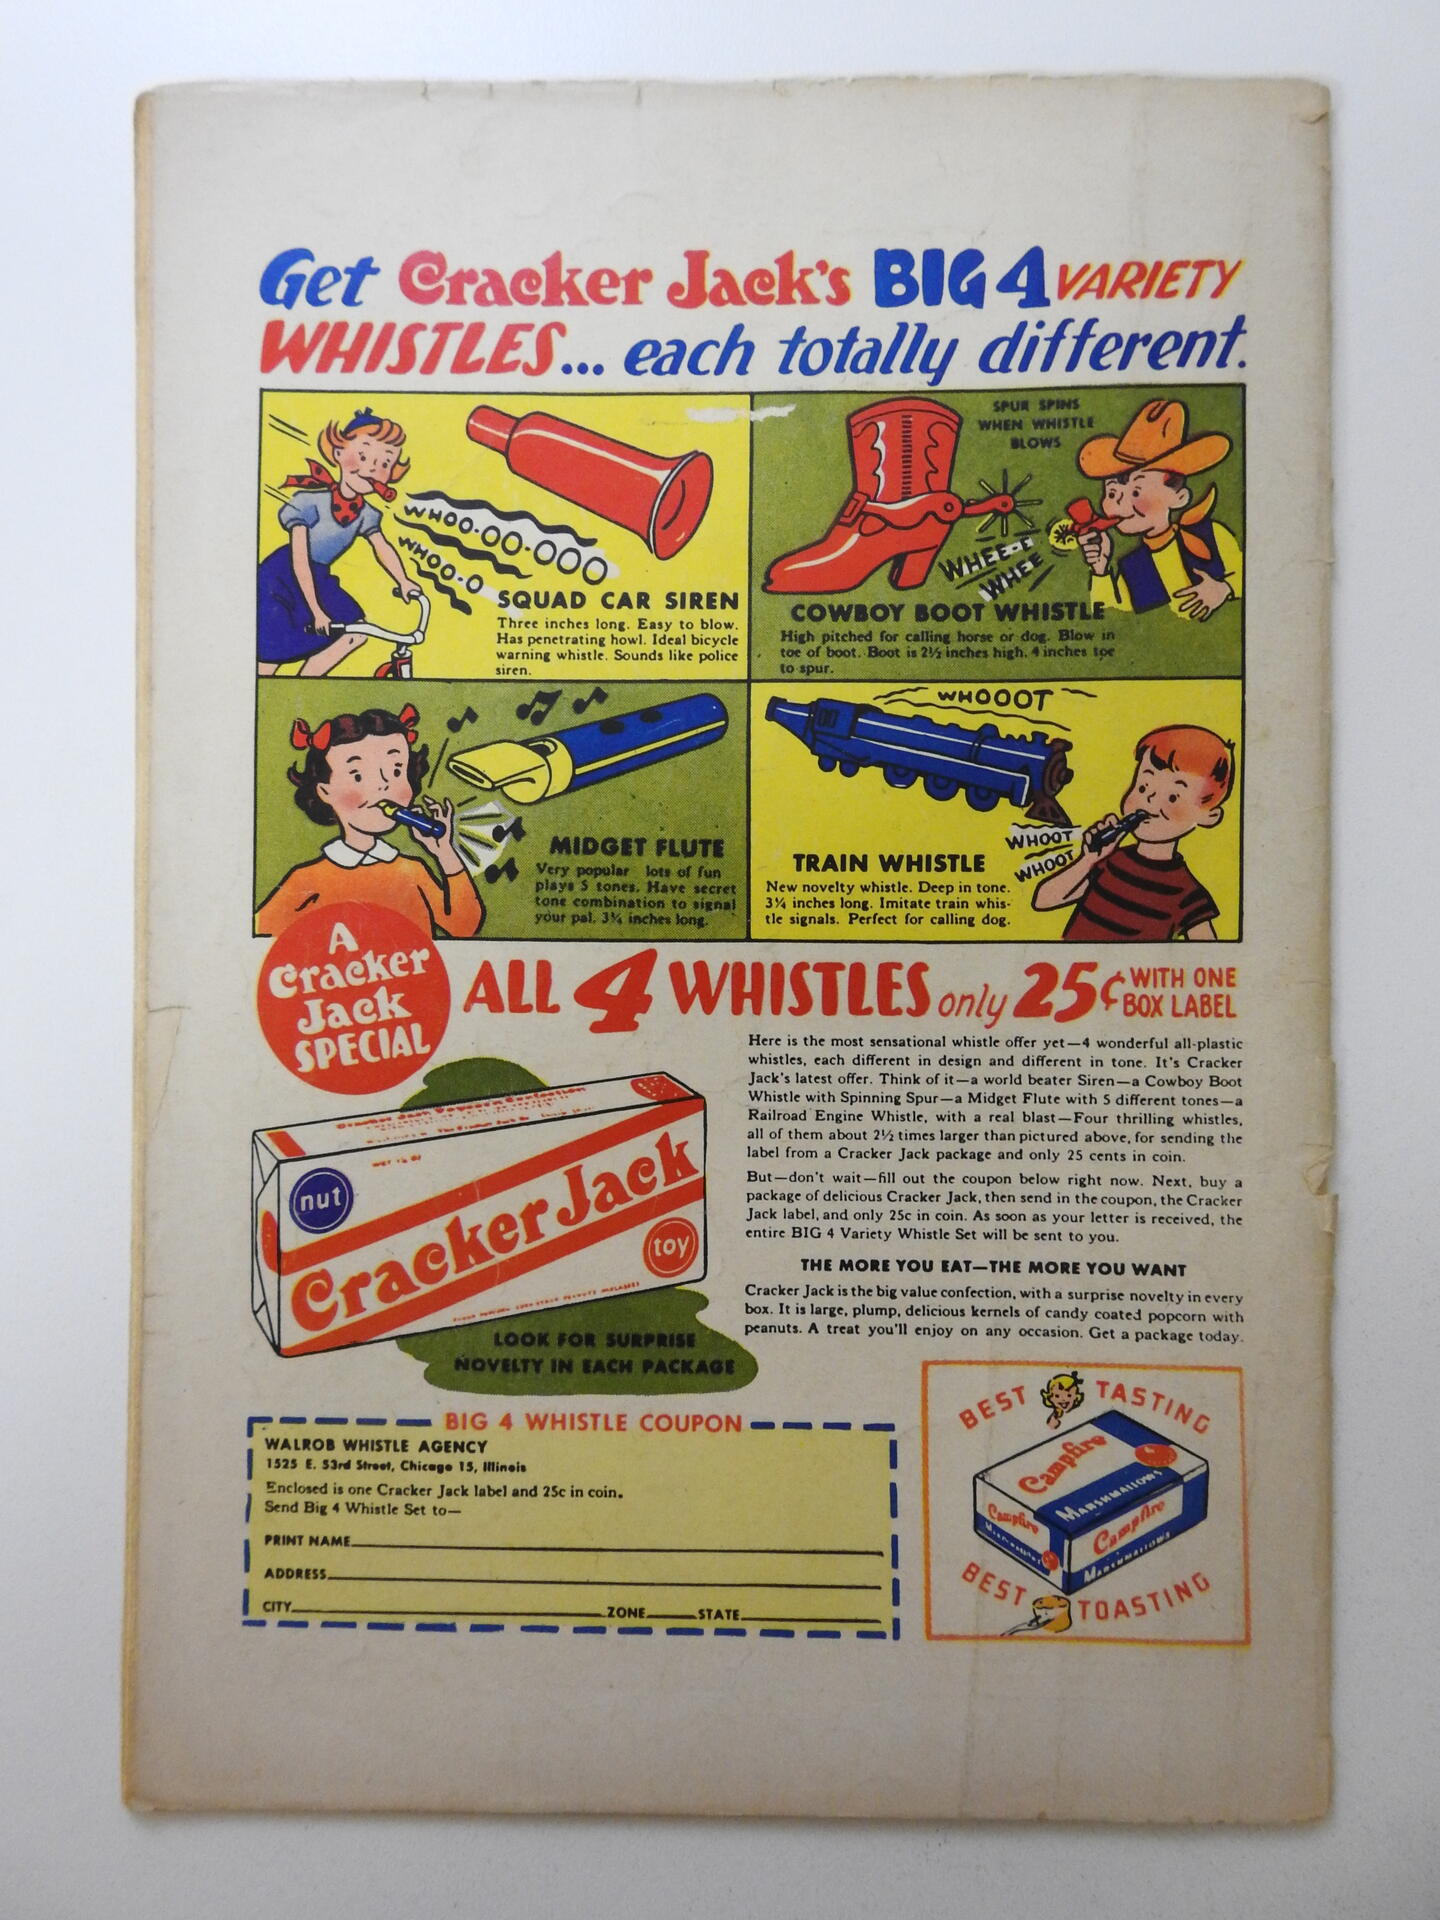 Get Cracker Jack's BIG 4 VARIETY
WHISTLES... each totally different.
WHOO-OO-OOO
WHOO-O
SQUAD CAR SIREN
Three inches long. Easy to blow.
Has penetrating howl. Ideal bicycle
warning whistle. Sounds like police
siren.
SPUR SPINS
WHEN WHISTLE
BLOWS
WHEE-E
WHEE
COWBOY BOOT WHISTLE
High pitched for calling horse or dog. Blow in
toe of boot. Boot is 2½ inches high. 4 inches toe
to spur.
MIDGET FLUTE
Very popular lots of fun
plays 5 tones. Have secret
tone combination to signal
your pal. 3¼ inches long.
WHOOOT
WHOOT
WHOOT
TRAIN WHISTLE
New novelty whistle. Deep in tone.
3¼ inches long. Imitate train whis-
tle signals. Perfect for calling dog.
A
Cracker
Jack
SPECIAL
ALL 4 WHISTLES only 25¢ WITH ONE
BOX LABEL
Here is the most sensational whistle offer yet—4 wonderful all-plastic
whistles, each different in design and different in tone. It's Cracker
Jack's latest offer. Think of it—a world beater Siren—a Cowboy Boot
Whistle with Spinning Spur—a Midget Flute with 5 different tones—a
Railroad Engine Whistle, with a real blast—Four thrilling whistles,
all of them about 2½ times larger than pictured above, for sending the
label from a Cracker Jack package and only 25 cents in coin.
But—don't wait—fill out the coupon below right now. Next, buy a
package of delicious Cracker Jack, then send in the coupon, the Cracker
Jack label, and only 25c in coin. As soon as your letter is received, the
entire BIG 4 Variety Whistle Set will be sent to you.
THE MORE YOU EAT—THE MORE YOU WANT
Cracker Jack is the big value confection, with a surprise novelty in every
box. It is large, plump, delicious kernels of candy coated popcorn with
peanuts. A treat you'll enjoy on any occasion. Get a package today.
Cracker Jack Popcorn Confection
nut
Cracker Jack
toy
LOOK FOR SURPRISE
NOVELTY IN EACH PACKAGE
BIG 4 WHISTLE COUPON
WALROB WHISTLE AGENCY
1525 E. 53rd Street, Chicago 15, Illinois
Enclosed is one Cracker Jack label and 25c in coin.
Send Big 4 Whistle Set to—
PRINT NAME
ADDRESS
CITY ZONE STATE
BEST TASTING
Campfire
MARSHMALLOWS
Campfire
Campfire
MARSHMALLOWS
BEST TOASTING